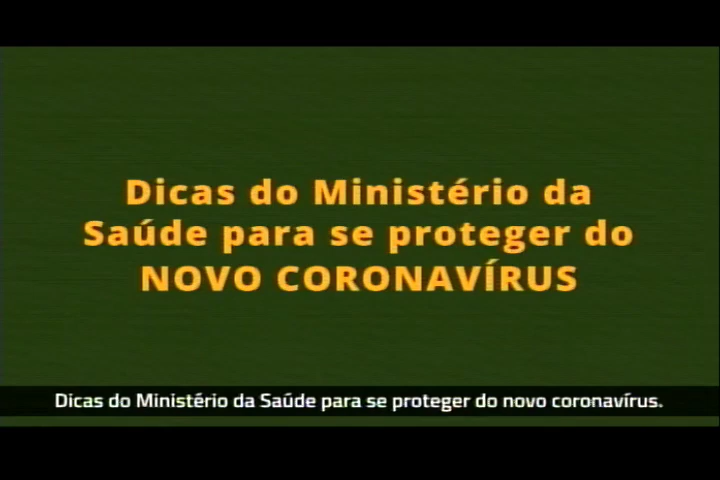 Dicas do Ministério da
Saúde para se proteger do
NOVO CORONAVÍRUS
Dicas do Ministério da Saúde para se proteger do novo coronavírus.